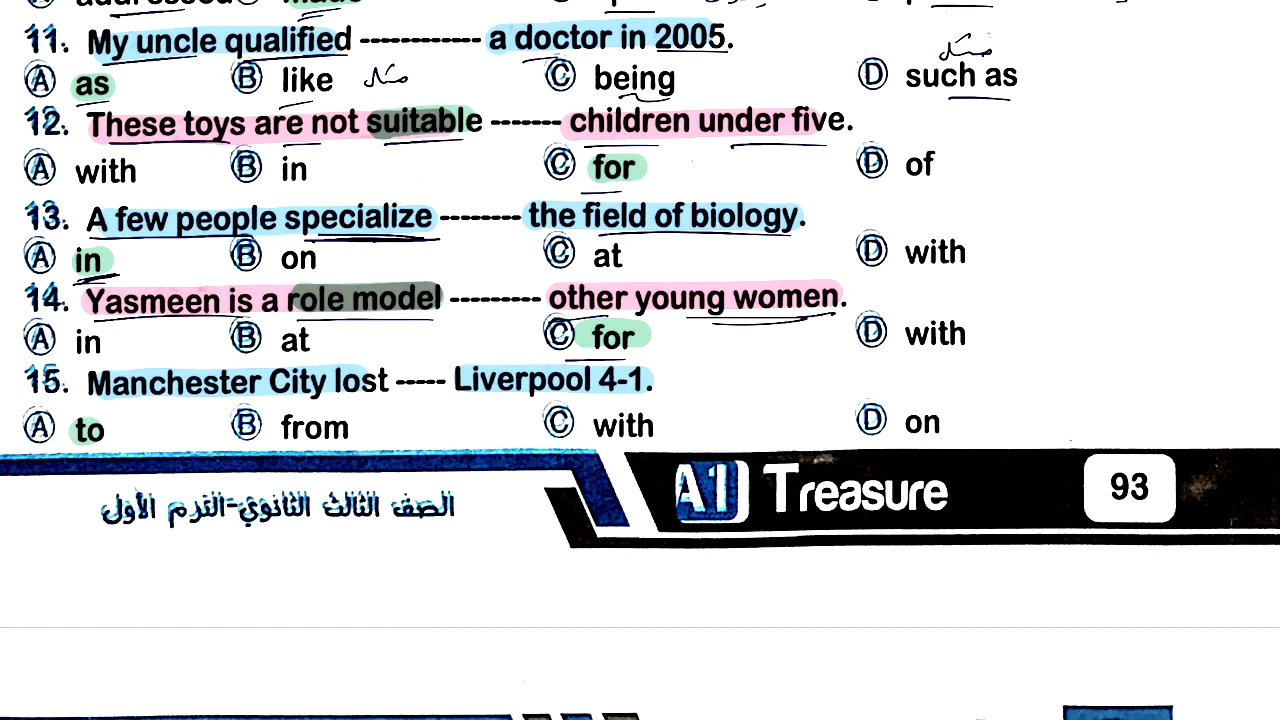 11. My uncle qualified ------------ a doctor in 2005.
مثل
A as B like مثل C being D such as
12. These toys are not suitable ------- children under five.
A with B in C for D of
13. A few people specialize -------- the field of biology.
A in B on C at D with
14. Yasmeen is a role model --------- other young women.
A in B at C for D with
15. Manchester City lost ----- Liverpool 4-1.
A to B from C with D on
الصف الثالث الثانوي-الترم الأول
A1 Treasure 93